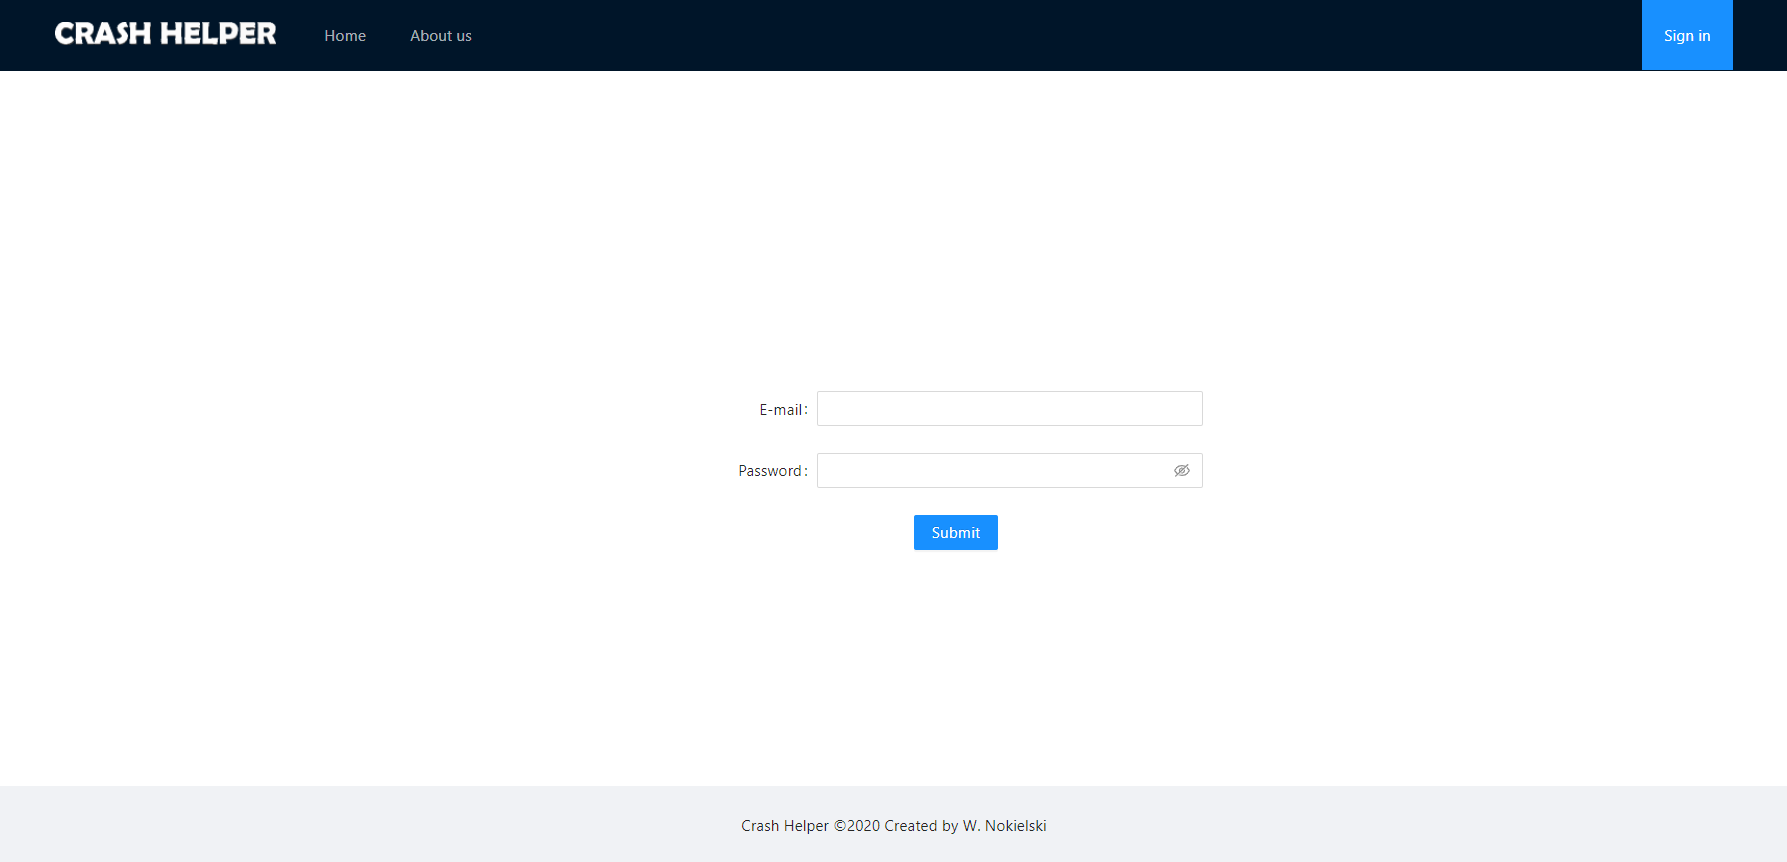 CRASH HELPER Home About us Sign in
E-mail:
Password:
Submit
Crash Helper ©2020 Created by W. Nokielski